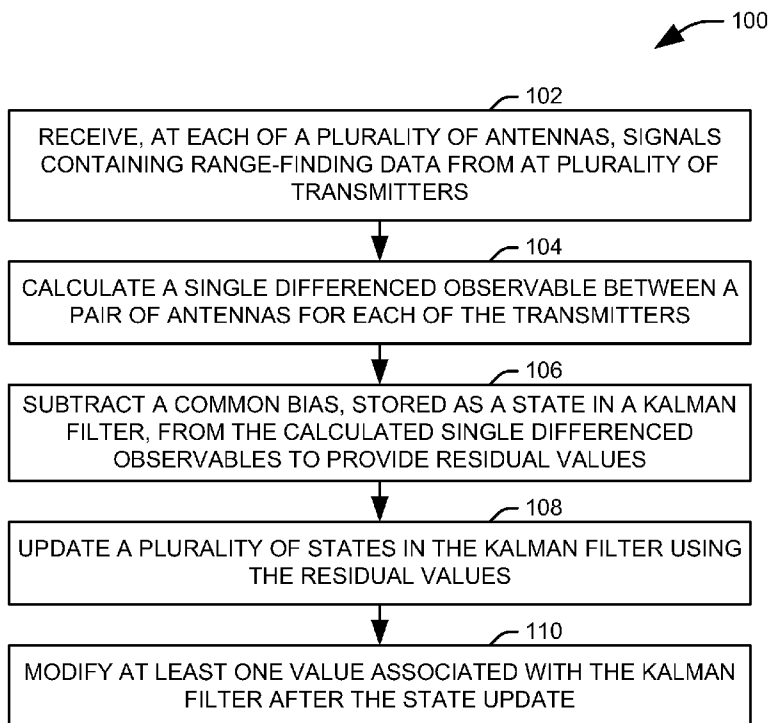 100
102
RECEIVE, AT EACH OF A PLURALITY OF ANTENNAS, SIGNALS
CONTAINING RANGE-FINDING DATA FROM AT PLURALITY OF
TRANSMITTERS
104
CALCULATE A SINGLE DIFFERENCED OBSERVABLE BETWEEN A
PAIR OF ANTENNAS FOR EACH OF THE TRANSMITTERS
106
SUBTRACT A COMMON BIAS, STORED AS A STATE IN A KALMAN
FILTER, FROM THE CALCULATED SINGLE DIFFERENCED
OBSERVABLES TO PROVIDE RESIDUAL VALUES
108
UPDATE A PLURALITY OF STATES IN THE KALMAN FILTER USING
THE RESIDUAL VALUES
110
MODIFY AT LEAST ONE VALUE ASSOCIATED WITH THE KALMAN
FILTER AFTER THE STATE UPDATE